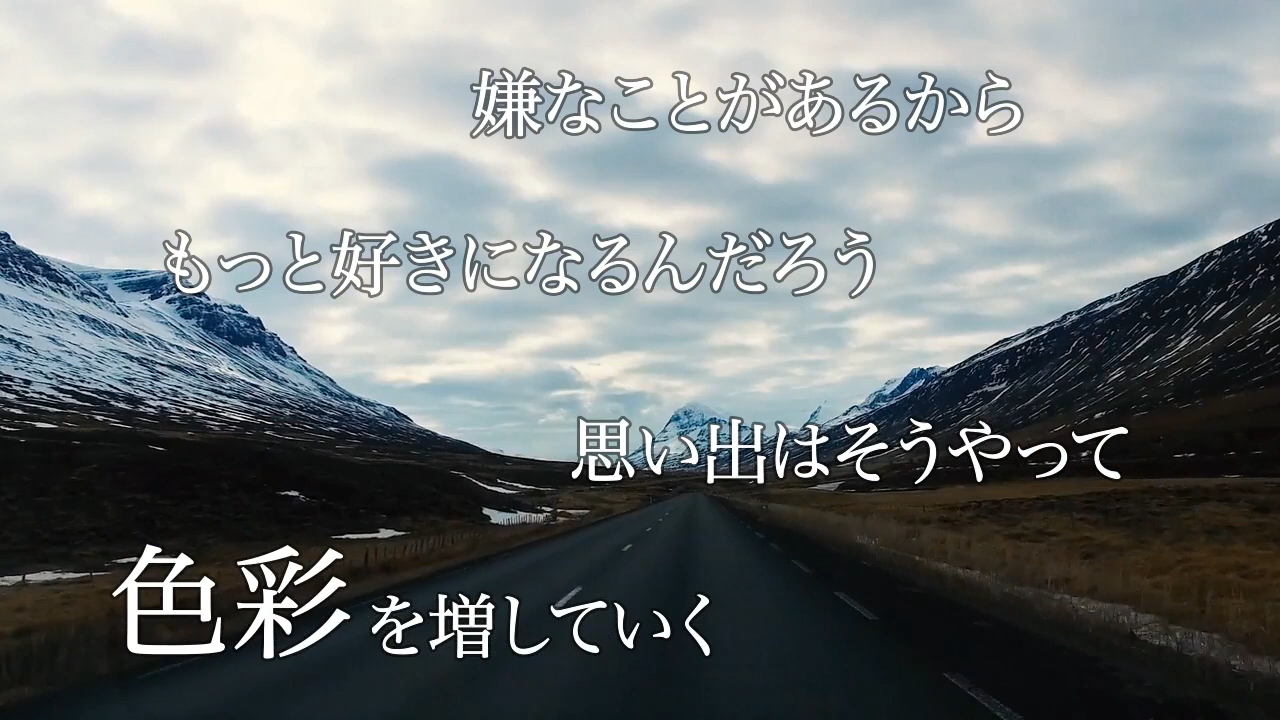 嫌なことがあるから
もっと好きになるんだろう
思い出はそうやって
色彩を増していく